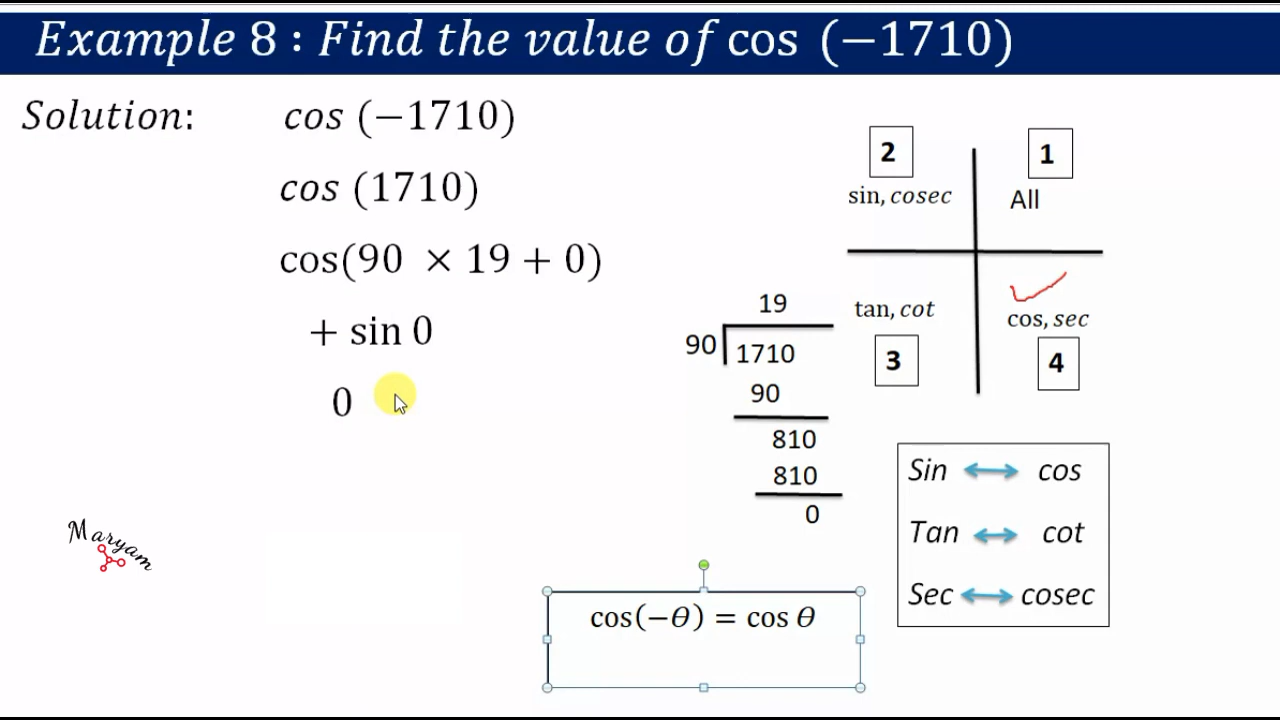 Example 8 : Find the value of cos (−1710)
Solution: cos (−1710)
cos (1710)
cos(90 × 19 + 0)
+ sin 0
0
2
1
sin, cosec
All
tan, cot
cos, sec
3
4
19
90 1710
90
810
810
0
Sin ↔ cos
Tan ↔ cot
Sec ↔ cosec
cos(−θ) = cos θ
Maryam